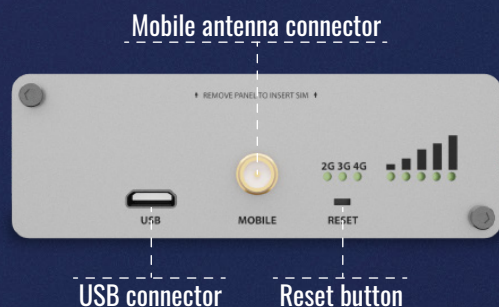 Mobile antenna connector
REMOVE PANEL TO INSERT SIM
2G 3G 4G
USB
MOBILE
RESET
USB connector
Reset button